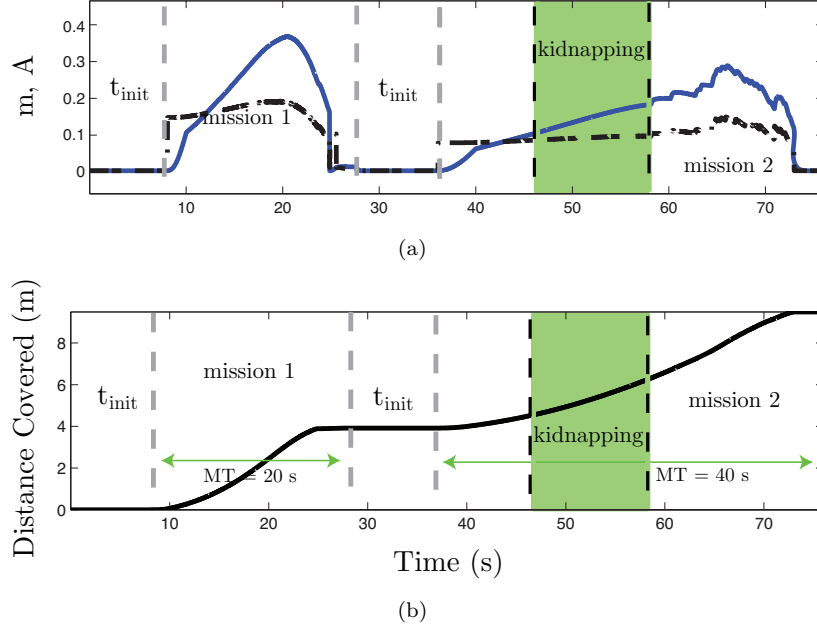 m, A
0.4
0.3
0.2
0.1
0
t_init
mission 1
t_init
kidnapping
mission 2
10 20 30 40 50 60 70
(a)
Distance Covered (m)
8
6
4
2
0
t_init
mission 1
t_init
kidnapping
mission 2
MT = 20 s
MT = 40 s
10 20 30 40 50 60 70
Time (s)
(b)